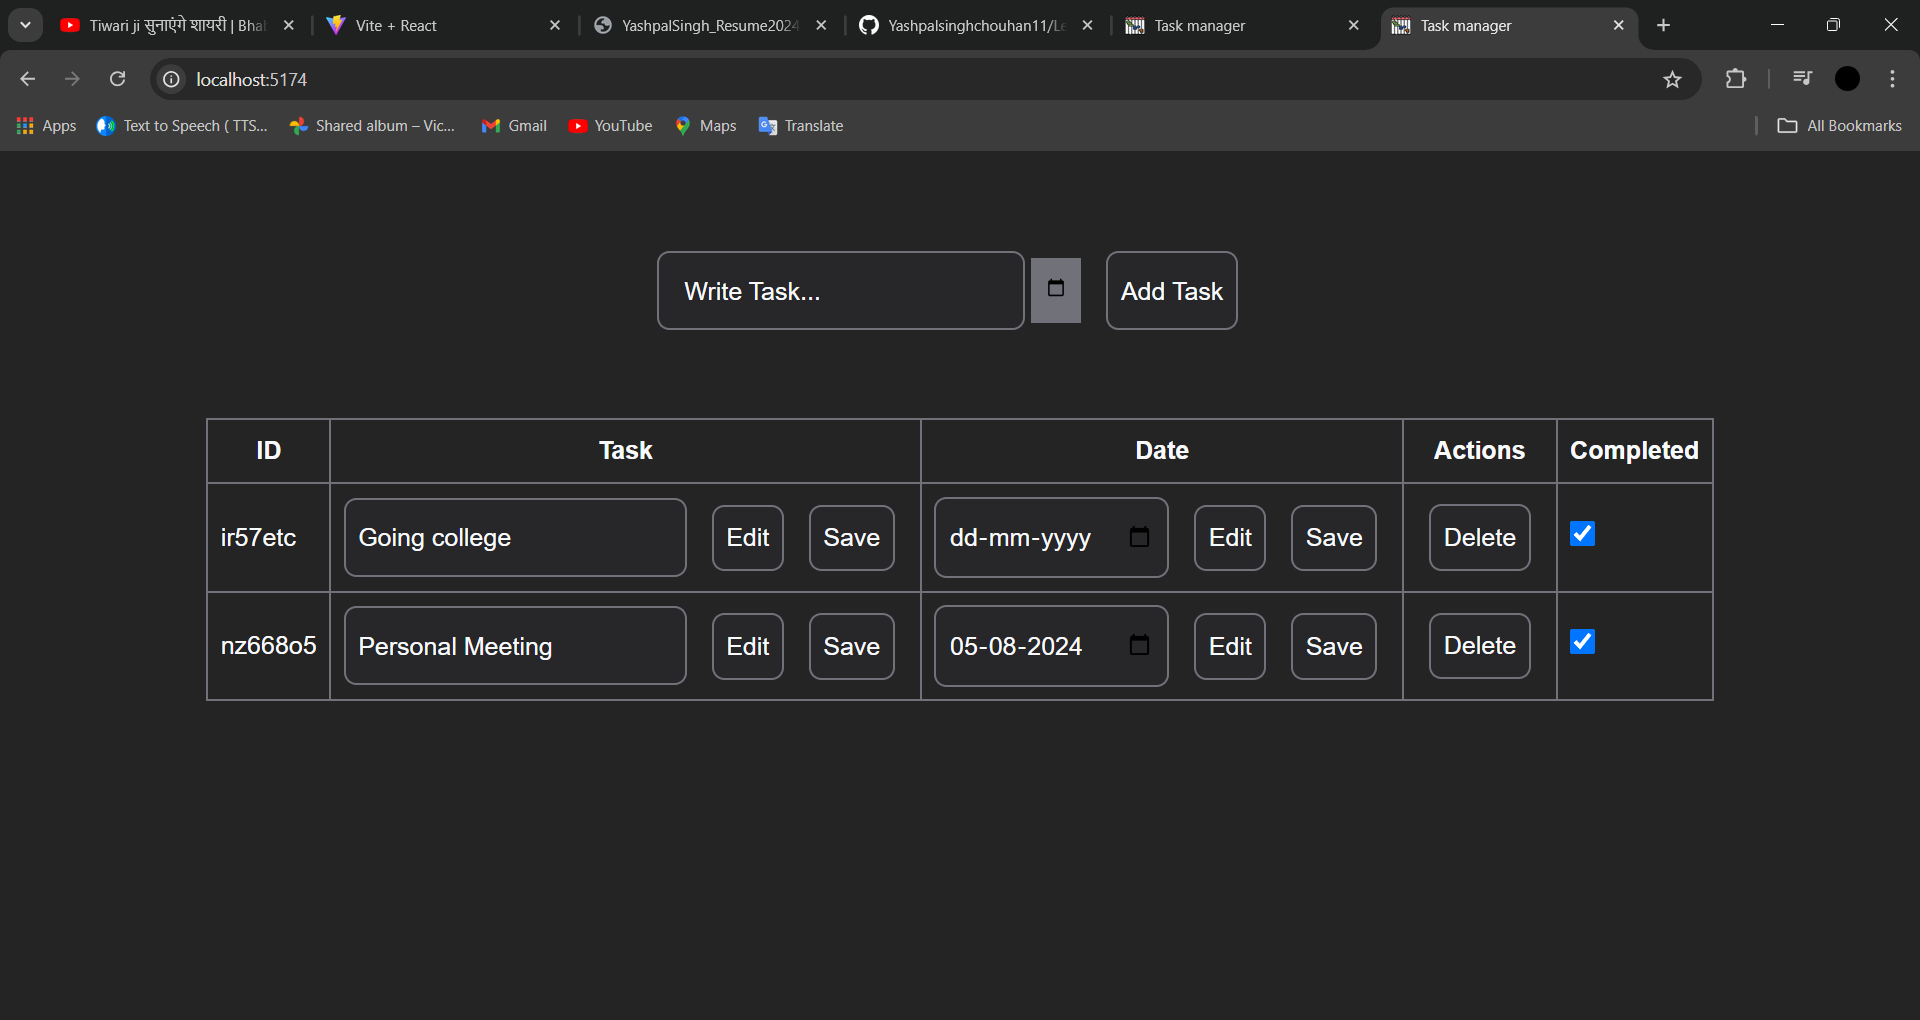 Tiwari ji सुनाएंगे शायरी | Bhab
Vite + React
YashpalSingh_Resume2024
Yashpalsinghchouhan11/Le
Task manager
Task manager
localhost:5174
Apps
Text to Speech ( TTS...
Shared album – Vic...
Gmail
YouTube
Maps
Translate
All Bookmarks
Write Task...
Add Task
ID Task Date Actions Completed
ir57etc Going college Edit Save dd-mm-yyyy Edit Save Delete
nz668o5 Personal Meeting Edit Save 05-08-2024 Edit Save Delete